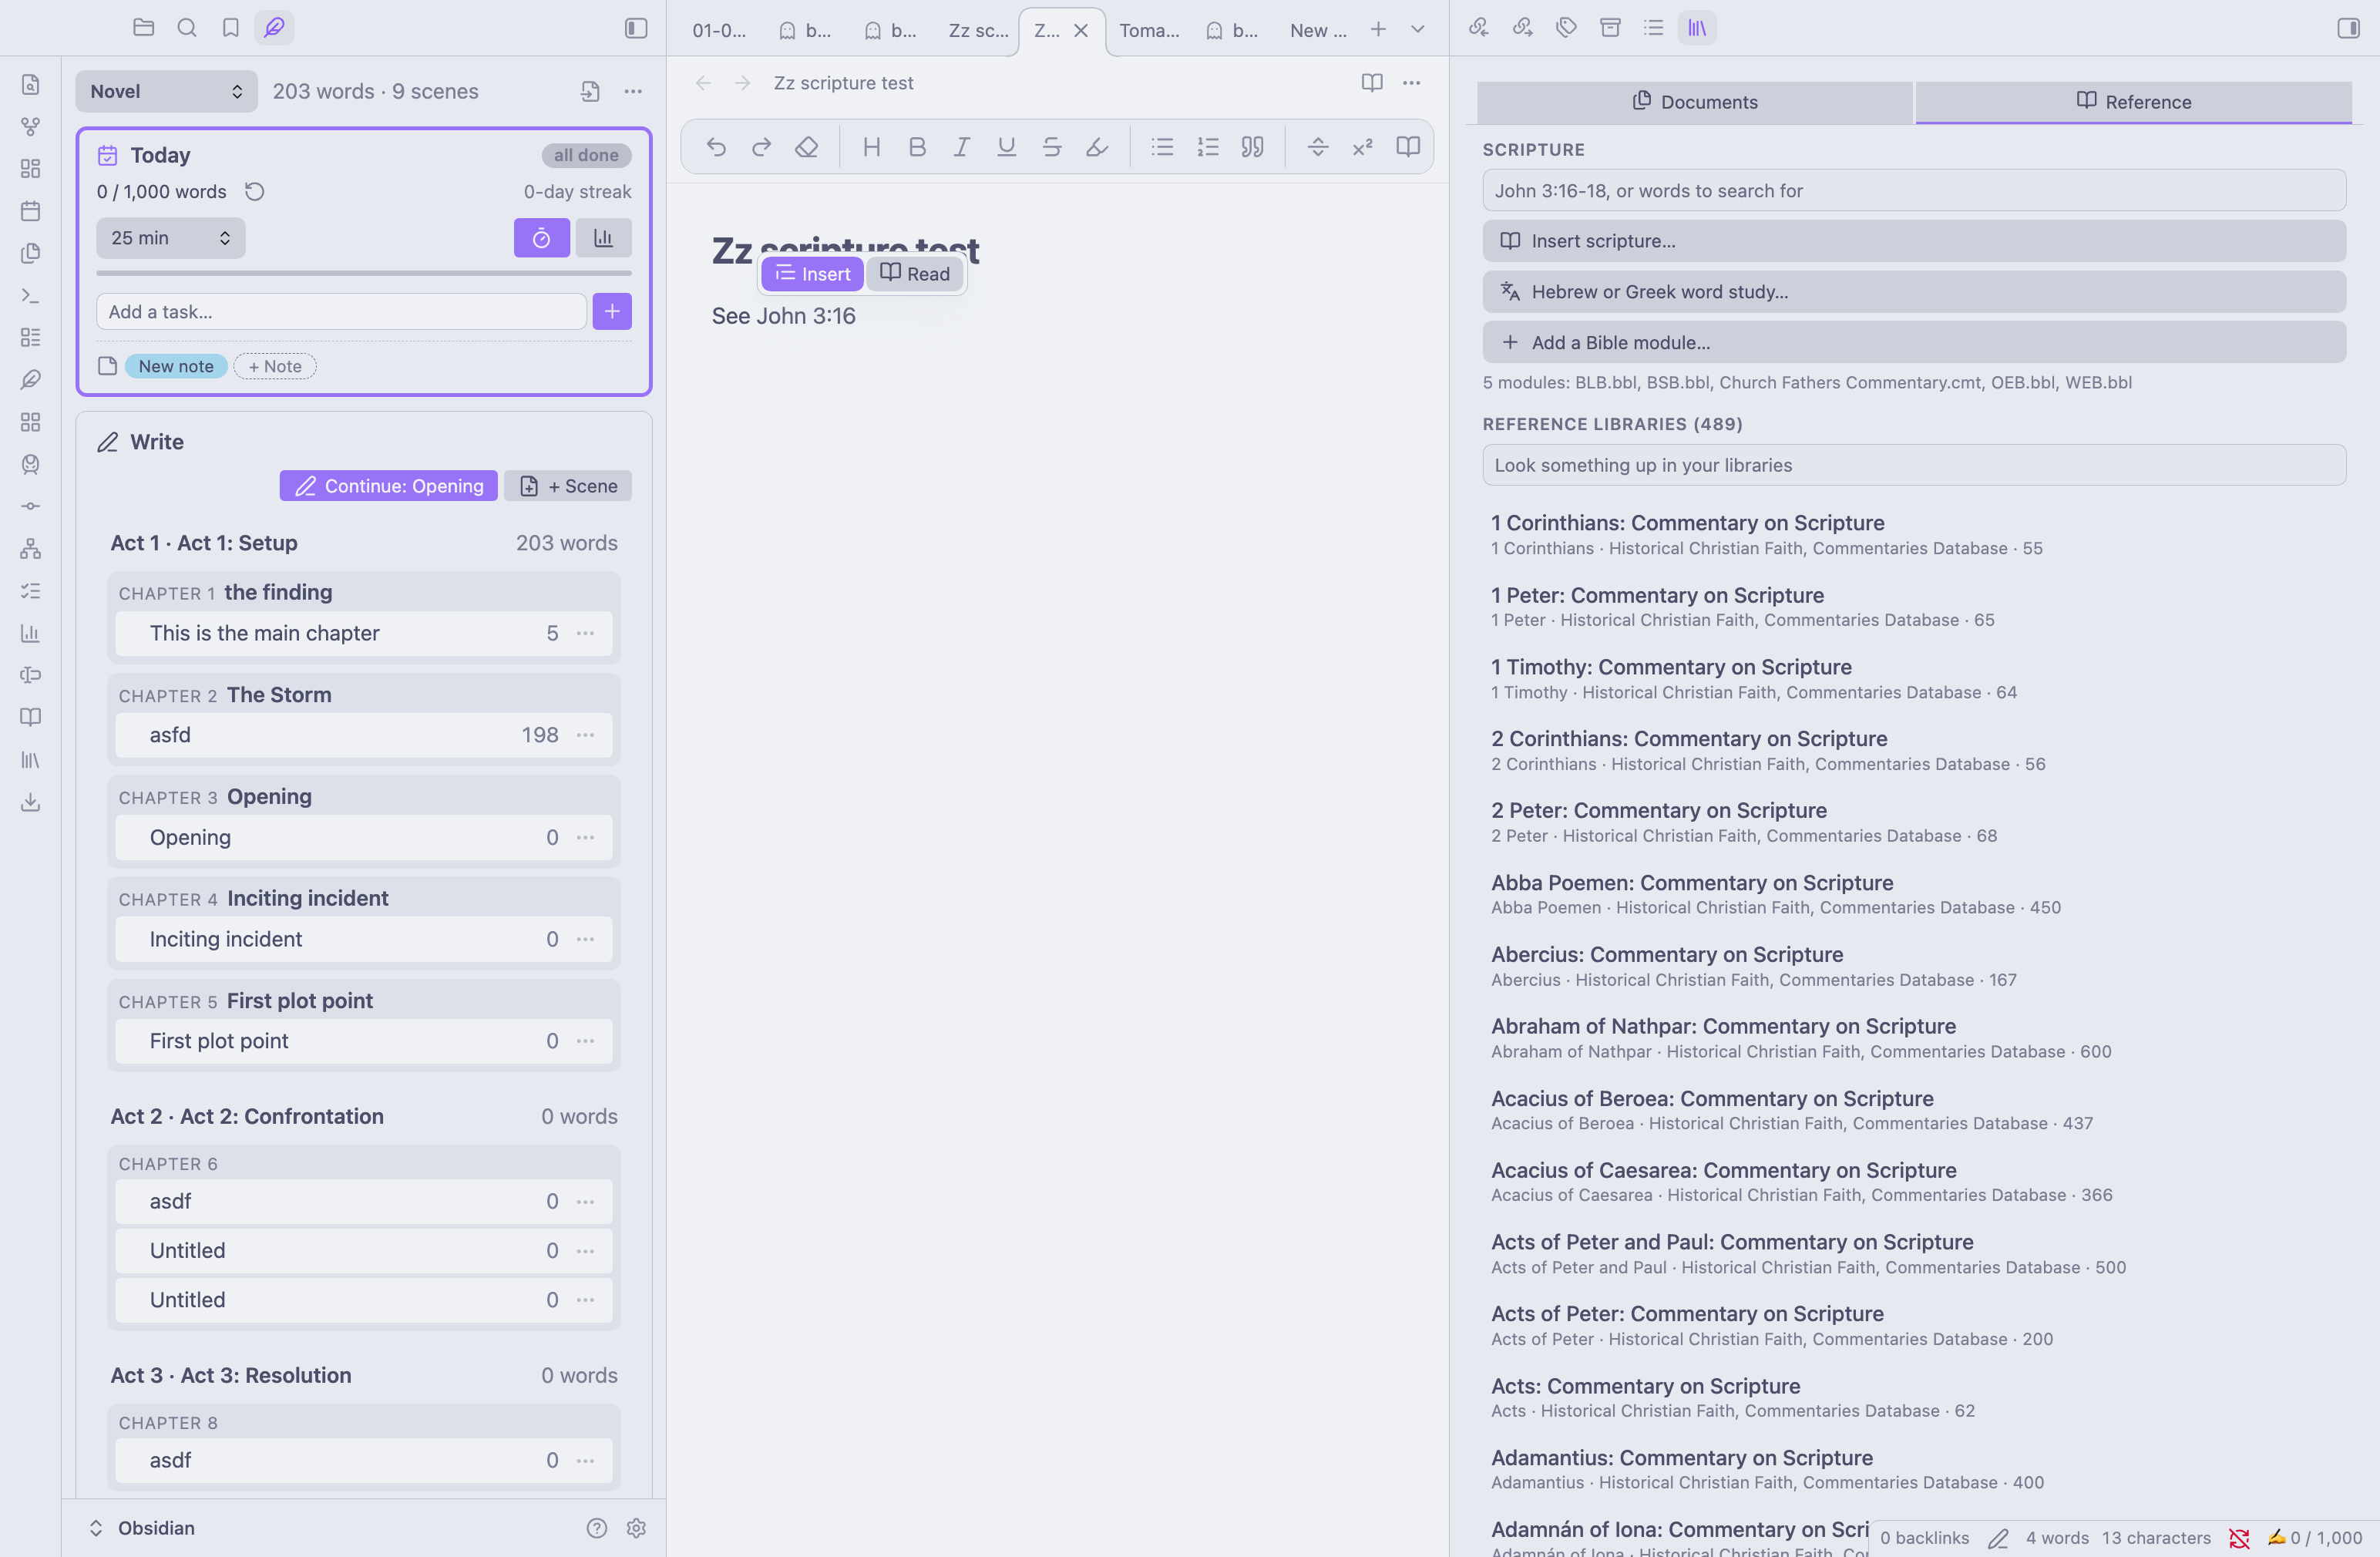 01-0...
b...
b...
Zz sc...
Z...
Toma...
b...
New ...
Novel
203 words · 9 scenes
Today
all done
0 / 1,000 words
0-day streak
25 min
Add a task...
New note
+ Note
Write
Continue: Opening
+ Scene
Act 1 · Act 1: Setup
203 words
CHAPTER 1 the finding
This is the main chapter 5
CHAPTER 2 The Storm
asfd 198
CHAPTER 3 Opening
Opening 0
CHAPTER 4 Inciting incident
Inciting incident 0
CHAPTER 5 First plot point
First plot point 0
Act 2 · Act 2: Confrontation
0 words
CHAPTER 6
asdf 0
Untitled 0
Untitled 0
Act 3 · Act 3: Resolution
0 words
CHAPTER 8
asdf 0
Obsidian
Zz scripture test
H B I U S x²
Zz scripture test
Insert
Read
See John 3:16
Documents
Reference
SCRIPTURE
John 3:16-18, or words to search for
Insert scripture...
Hebrew or Greek word study...
Add a Bible module...
5 modules: BLB.bbl, BSB.bbl, Church Fathers Commentary.cmt, OEB.bbl, WEB.bbl
REFERENCE LIBRARIES (489)
Look something up in your libraries
1 Corinthians: Commentary on Scripture
1 Corinthians · Historical Christian Faith, Commentaries Database · 55
1 Peter: Commentary on Scripture
1 Peter · Historical Christian Faith, Commentaries Database · 65
1 Timothy: Commentary on Scripture
1 Timothy · Historical Christian Faith, Commentaries Database · 64
2 Corinthians: Commentary on Scripture
2 Corinthians · Historical Christian Faith, Commentaries Database · 56
2 Peter: Commentary on Scripture
2 Peter · Historical Christian Faith, Commentaries Database · 68
Abba Poemen: Commentary on Scripture
Abba Poemen · Historical Christian Faith, Commentaries Database · 450
Abercius: Commentary on Scripture
Abercius · Historical Christian Faith, Commentaries Database · 167
Abraham of Nathpar: Commentary on Scripture
Abraham of Nathpar · Historical Christian Faith, Commentaries Database · 600
Acacius of Beroea: Commentary on Scripture
Acacius of Beroea · Historical Christian Faith, Commentaries Database · 437
Acacius of Caesarea: Commentary on Scripture
Acacius of Caesarea · Historical Christian Faith, Commentaries Database · 366
Acts of Peter and Paul: Commentary on Scripture
Acts of Peter and Paul · Historical Christian Faith, Commentaries Database · 500
Acts of Peter: Commentary on Scripture
Acts of Peter · Historical Christian Faith, Commentaries Database · 200
Acts: Commentary on Scripture
Acts · Historical Christian Faith, Commentaries Database · 62
Adamantius: Commentary on Scripture
Adamantius · Historical Christian Faith, Commentaries Database · 400
Adamnán of Iona: Commentary on Scri
Adamnán of Iona · Historical Christian Faith, Co
0 backlinks
4 words 13 characters
0 / 1,000